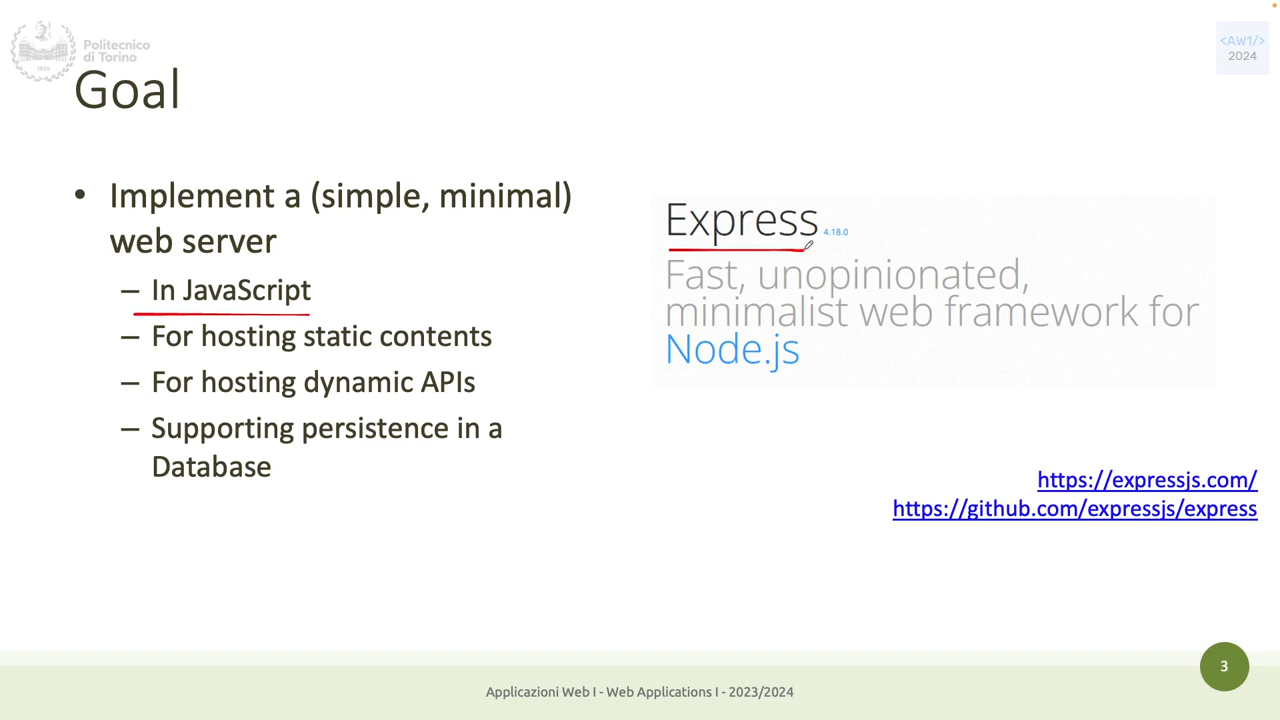 Politecnico
di Torino
1859
<AW1/>
2024
Goal
• Implement a (simple, minimal)
web server
– In JavaScript
– For hosting static contents
– For hosting dynamic APIs
– Supporting persistence in a
Database
Express 4.18.0
Fast, unopinionated,
minimalist web framework for
Node.js
https://expressjs.com/
https://github.com/expressjs/express
Applicazioni Web I - Web Applications I - 2023/2024
3